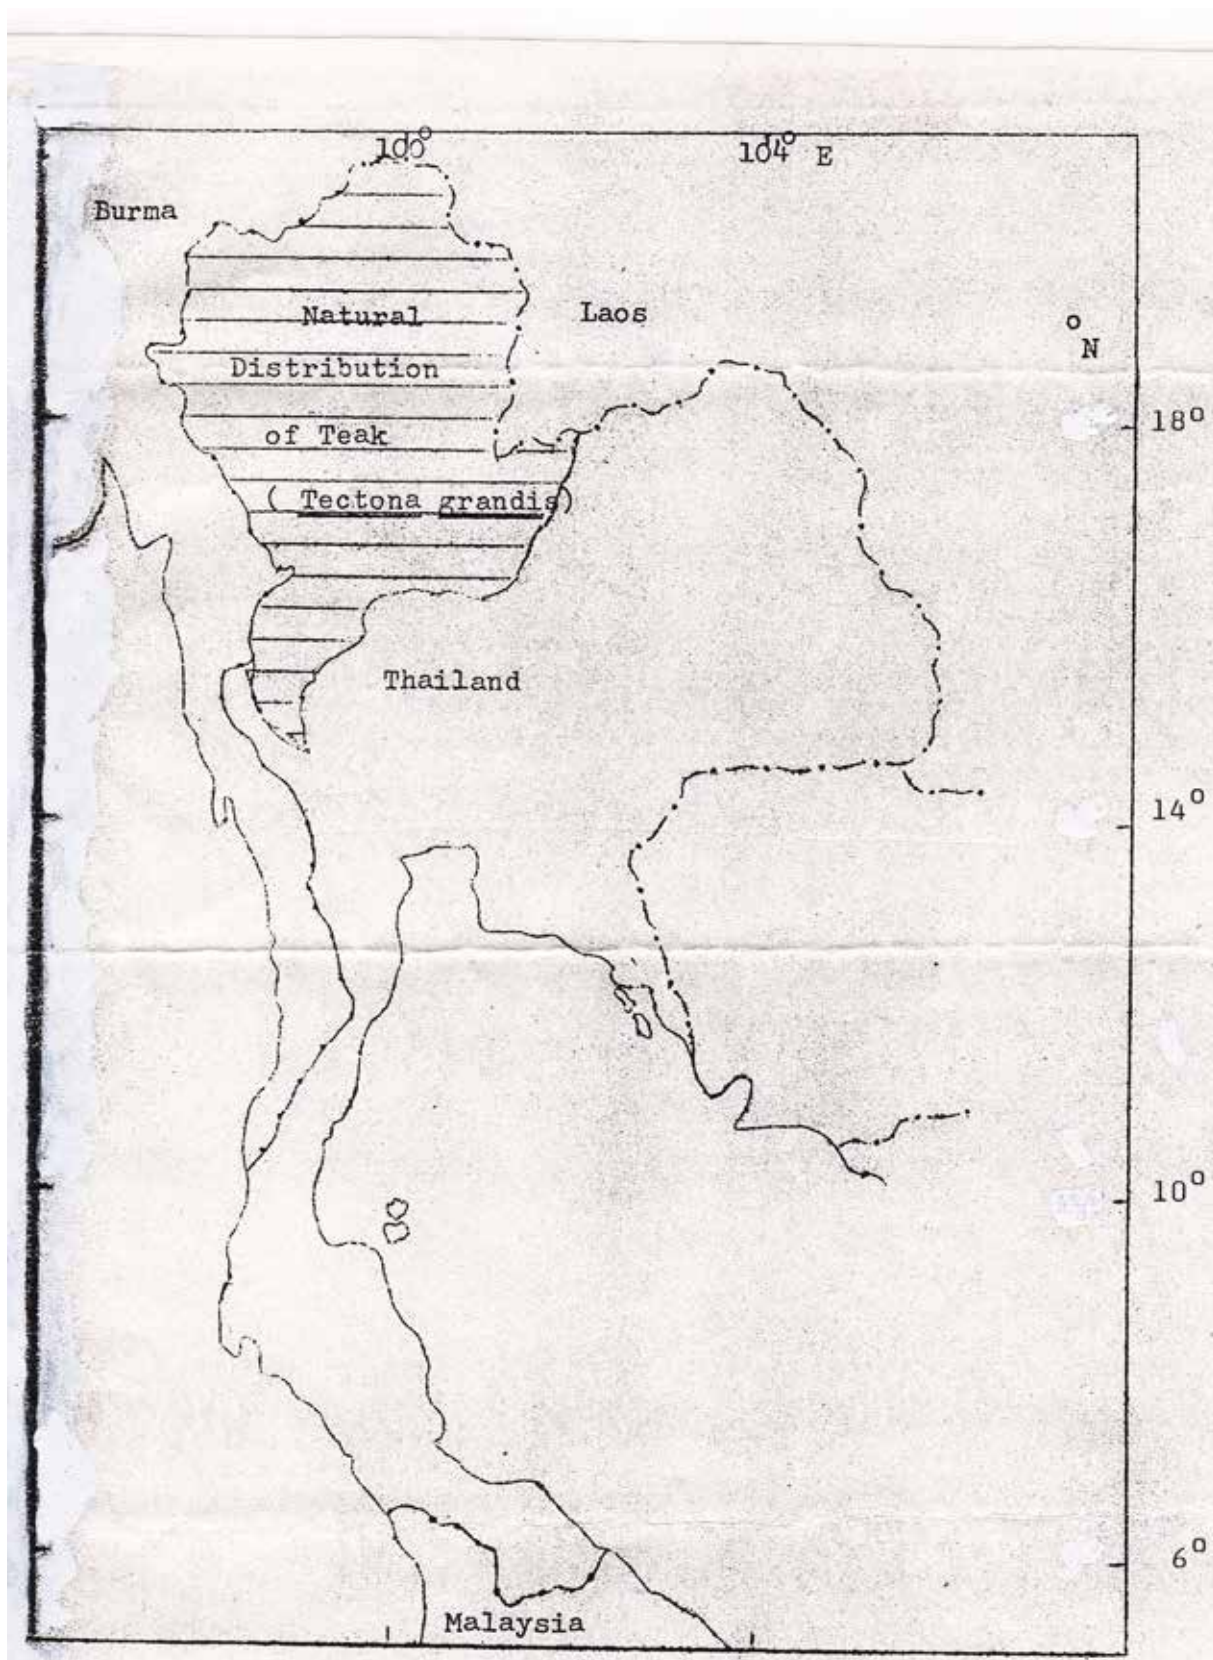 100°
104° E
Burma
Natural
Laos
° N
Distribution
18°
of Teak
( Tectona grandis)
Thailand
14°
10°
6°
Malaysia